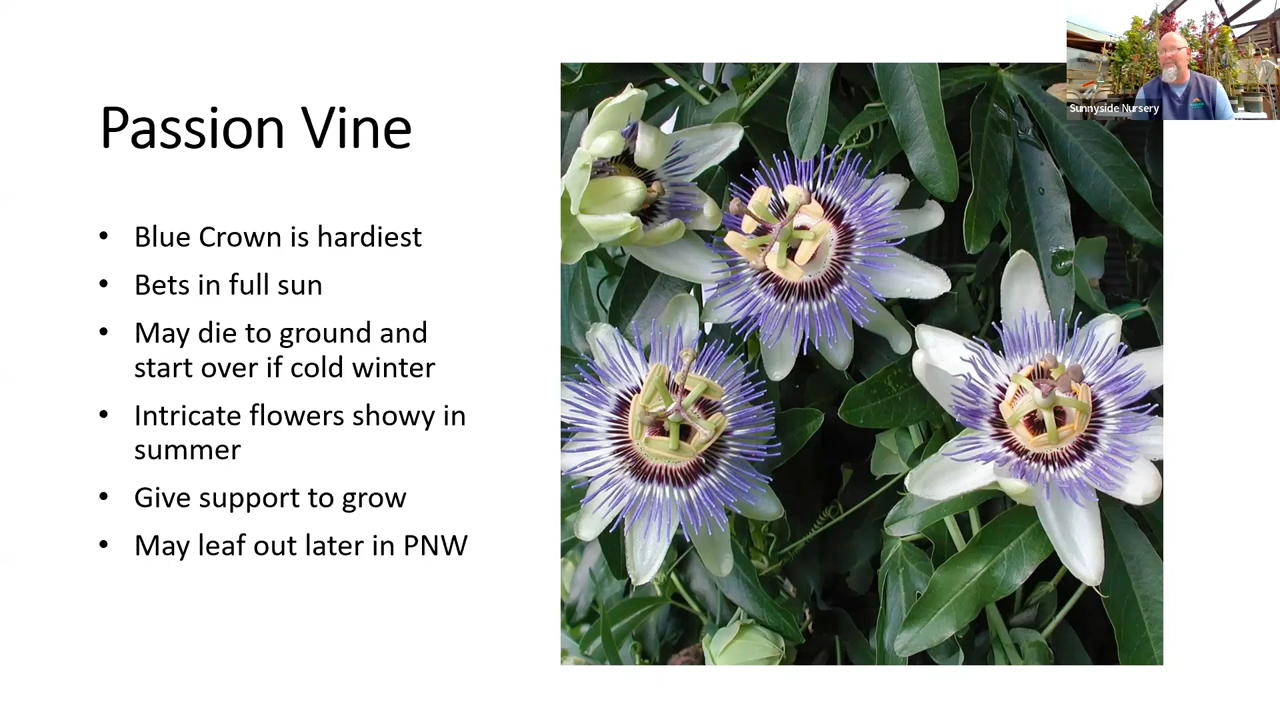 Sunnyside Nursery
Passion Vine
• Blue Crown is hardiest
• Bets in full sun
• May die to ground and
start over if cold winter
• Intricate flowers showy in
summer
• Give support to grow
• May leaf out later in PNW